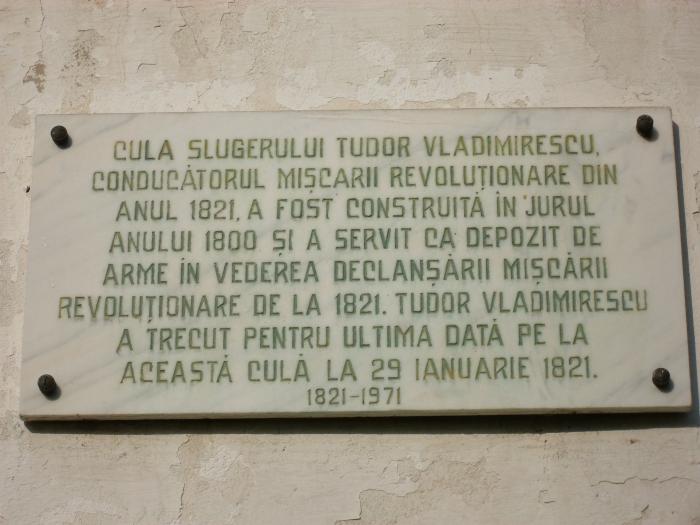 CULA SLUGERULUI TUDOR VLADIMIRESCU,
CONDUCĂTORUL MIȘCARII REVOLUȚIONARE DIN
ANUL 1821, A FOST CONSTRUITĂ ÎN JURUL
ANULUI 1800 ȘI A SERVIT CA DEPOZIT DE
ARME ÎN VEDEREA DECLANȘĂRII MIȘCĂRII
REVOLUȚIONARE DE LA 1821. TUDOR VLADIMIRESCU
A TRECUT PENTRU ULTIMA DATĂ PE LA
ACEASTĂ CULĂ LA 29 IANUARIE 1821.
1821-1971